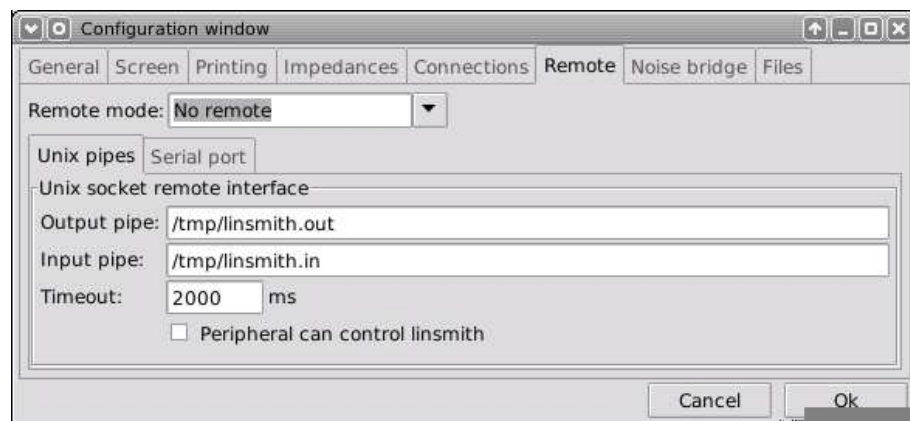 Configuration window
General Screen Printing Impedances Connections Remote Noise bridge Files
Remote mode: No remote
Unix pipes Serial port
Unix socket remote interface
Output pipe: /tmp/linsmith.out
Input pipe: /tmp/linsmith.in
Timeout: 2000 ms
Peripheral can control linsmith
Cancel Ok